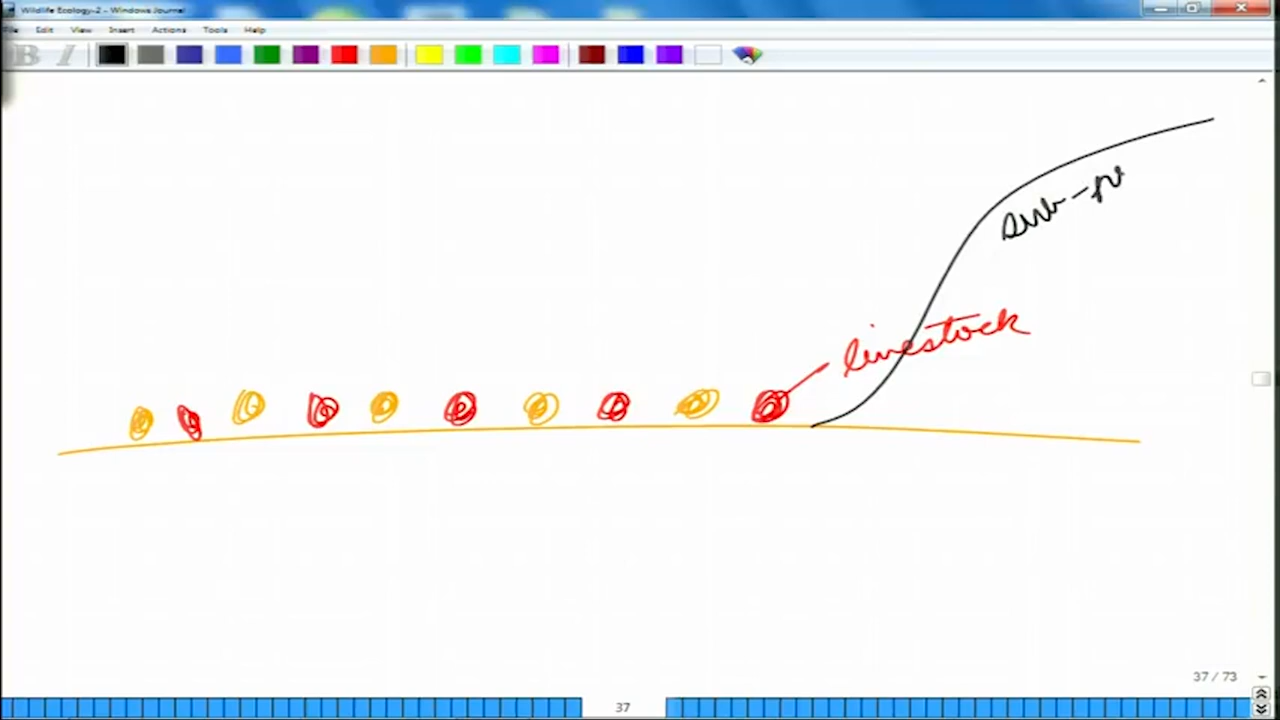 Wildlife Ecology-2 - Windows Journal
File Edit View Insert Actions Tools Help
B I
livestock
37 / 73
37